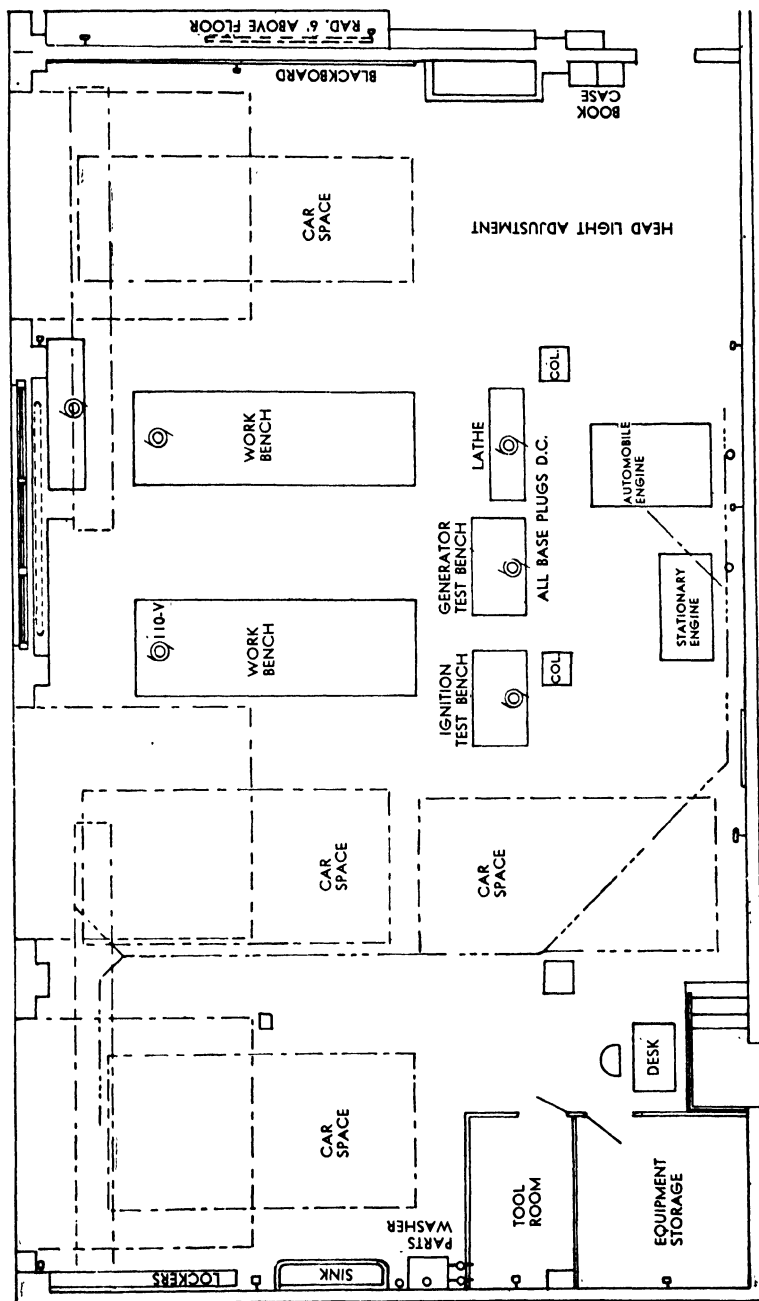 RAD. 6' ABOVE FLOOR
BLACKBOARD
BOOK
CASE
CAR
SPACE
HEAD LIGHT ADJUSTMENT
WORK
BENCH
LATHE
COL.
AUTOMOBILE
ENGINE
ALL BASE PLUGS D.C.
GENERATOR
TEST BENCH
110-V
WORK
BENCH
IGNITION
TEST BENCH
COL.
STATIONARY
ENGINE
CAR
SPACE
CAR
SPACE
CAR
SPACE
DESK
TOOL
ROOM
EQUIPMENT
STORAGE
PARTS
WASHER
SINK
LOCKERS